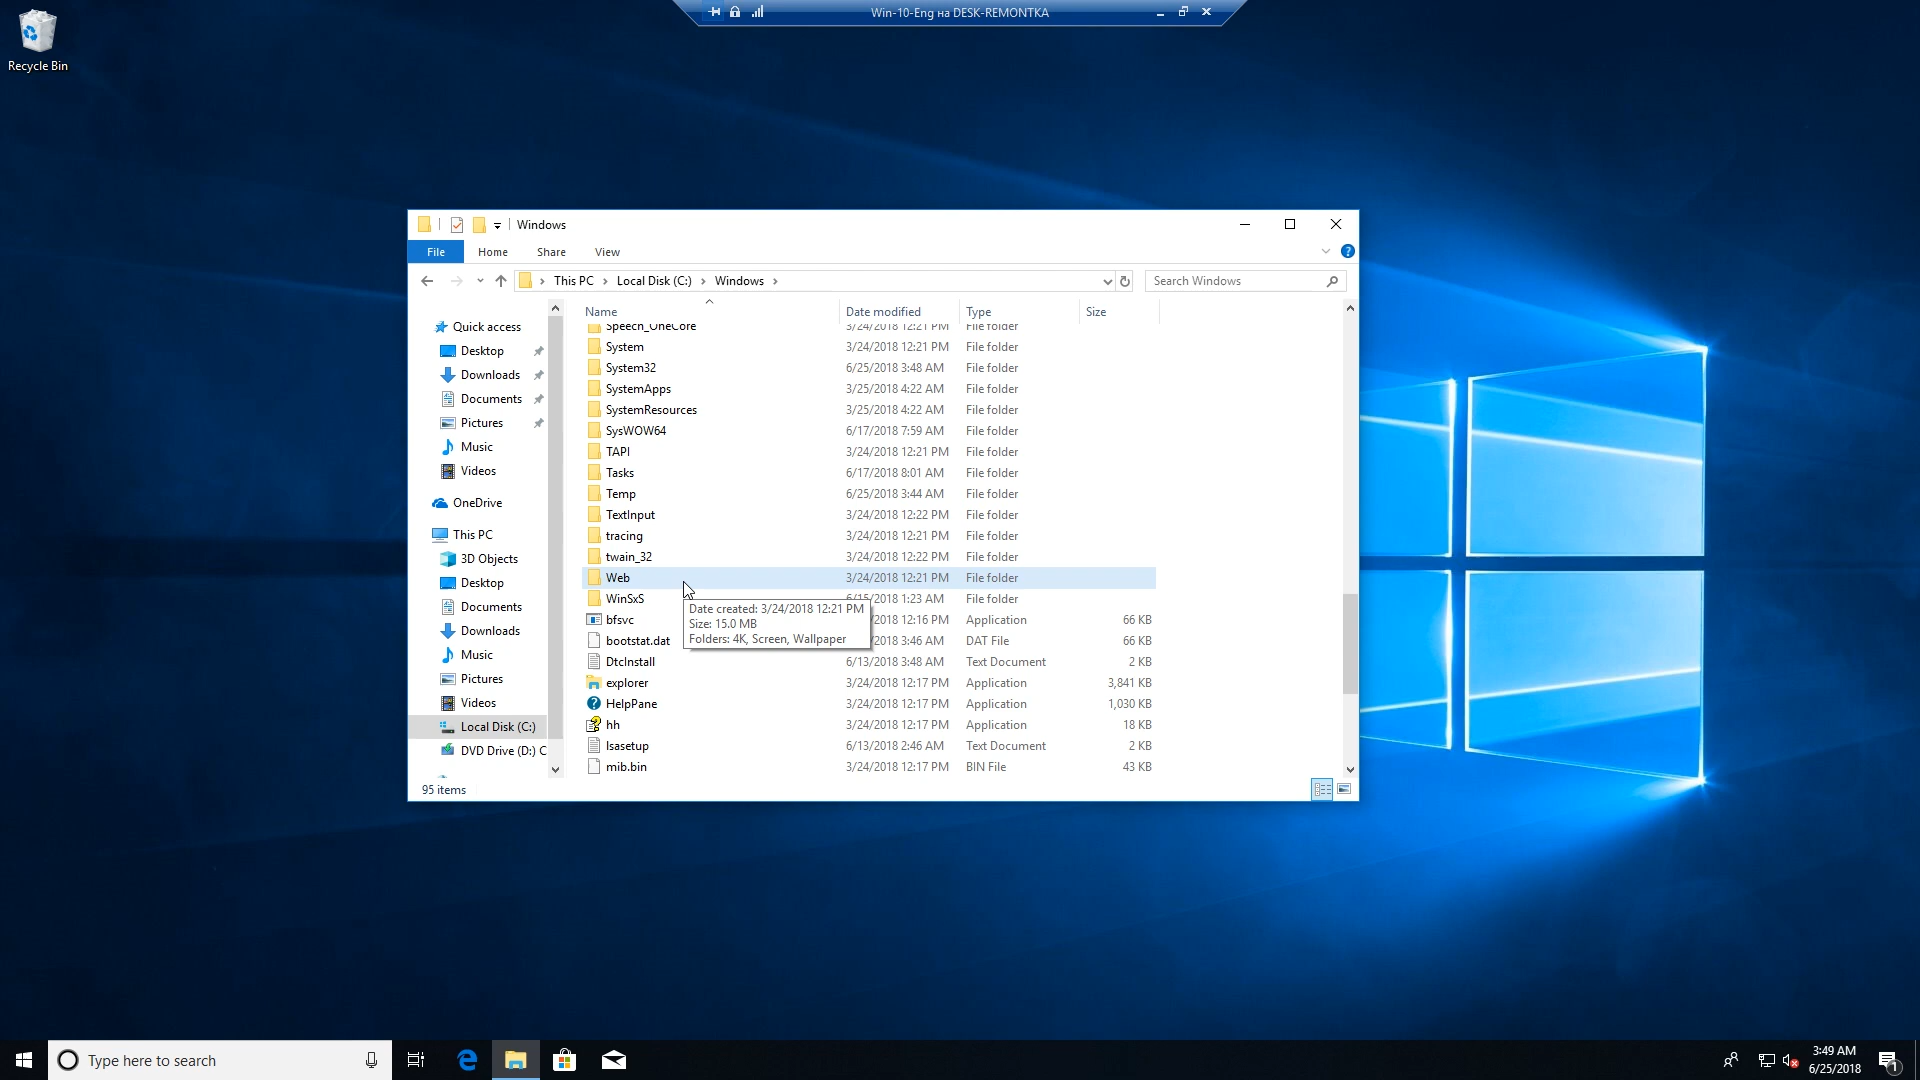 Win-10-Eng на DESK-REMONTKA
Recycle Bin
Windows
File Home Share View
This PC Local Disk (C:) Windows
Search Windows
Name Date modified Type Size
Quick access
Desktop
Downloads
Documents
Pictures
Music
Videos
OneDrive
This PC
3D Objects
Desktop
Documents
Downloads
Music
Pictures
Videos
Local Disk (C:)
DVD Drive (D:) C
Speech_OneCore 3/24/2018 12:21 PM File folder
System 3/24/2018 12:21 PM File folder
System32 6/25/2018 3:48 AM File folder
SystemApps 3/25/2018 4:22 AM File folder
SystemResources 3/25/2018 4:22 AM File folder
SysWOW64 6/17/2018 7:59 AM File folder
TAPI 3/24/2018 12:21 PM File folder
Tasks 6/17/2018 8:01 AM File folder
Temp 6/25/2018 3:44 AM File folder
TextInput 3/24/2018 12:22 PM File folder
tracing 3/24/2018 12:21 PM File folder
twain_32 3/24/2018 12:22 PM File folder
Web 3/24/2018 12:21 PM File folder
WinSxS 6/15/2018 1:23 AM File folder
bfsvc /2018 12:16 PM Application 66 KB
bootstat.dat /2018 3:46 AM DAT File 66 KB
DtcInstall 6/13/2018 3:48 AM Text Document 2 KB
explorer 3/24/2018 12:17 PM Application 3,841 KB
HelpPane 3/24/2018 12:17 PM Application 1,030 KB
hh 3/24/2018 12:17 PM Application 18 KB
lsasetup 6/13/2018 2:46 AM Text Document 2 KB
mib.bin 3/24/2018 12:17 PM BIN File 43 KB
Date created: 3/24/2018 12:21 PM
Size: 15.0 MB
Folders: 4K, Screen, Wallpaper
95 items
Type here to search
3:49 AM
6/25/2018
1